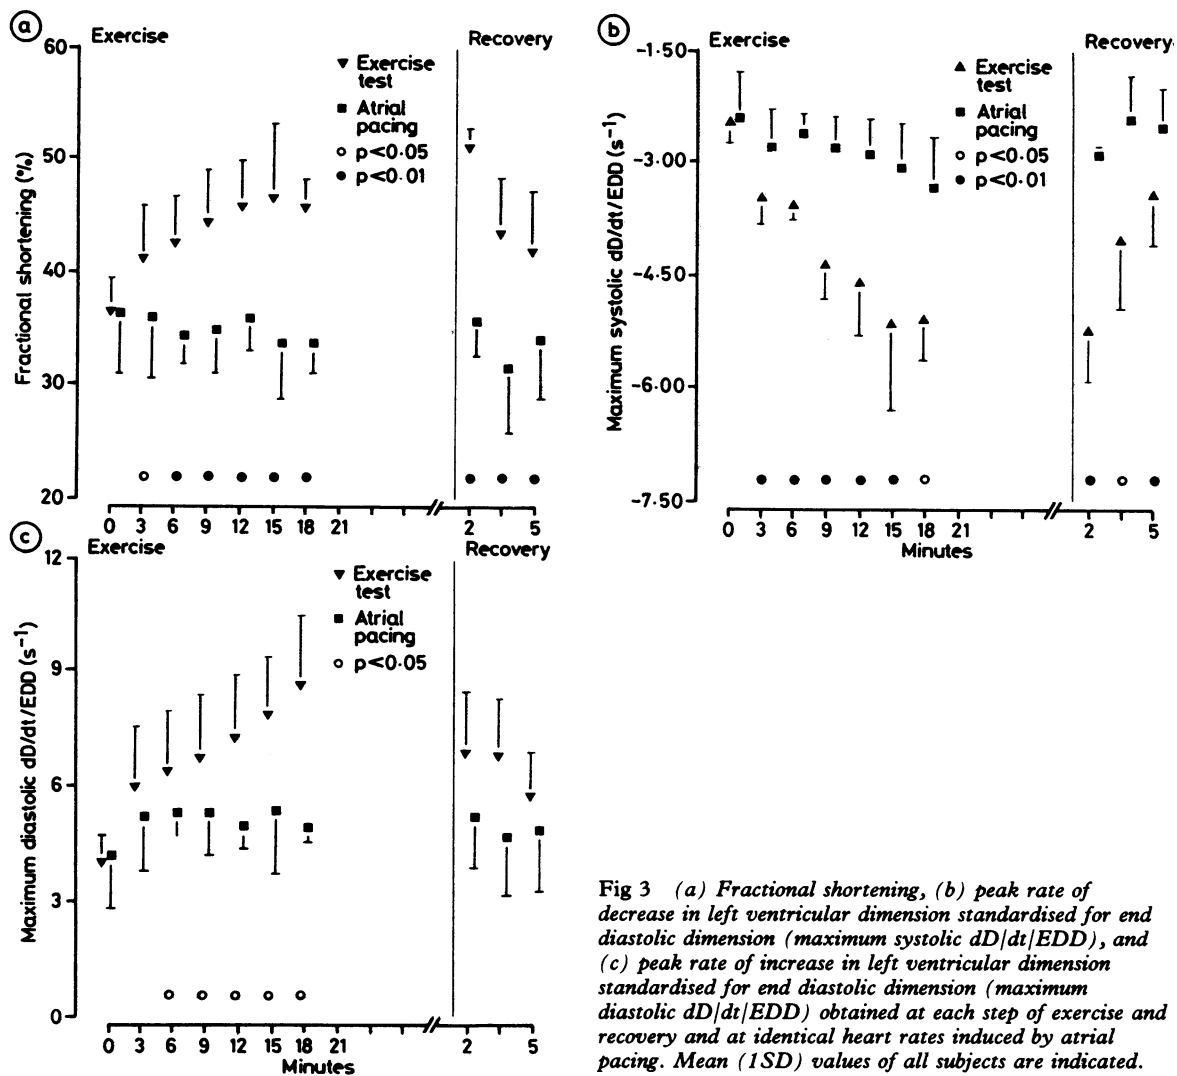 a
Exercise
Recovery
60
50
40
30
20
Fractional shortening (%)
Exercise
test
Atrial
pacing
p<0·05
p<0·01
0 3 6 9 12 15 18 21 2 5
b
Exercise
Recovery
-1·50
-3·00
-4·50
-6·00
-7·50
Maximum systolic dD/dt/EDD (s⁻¹)
Exercise
test
Atrial
pacing
p<0·05
p<0·01
0 3 6 9 12 15 18 21 2 5
Minutes
c
Exercise
Recovery
12
9
6
3
0
Maximum diastolic dD/dt/EDD (s⁻¹)
Exercise
test
Atrial
pacing
p<0·05
0 3 6 9 12 15 18 21 2 5
Minutes
Fig 3 (a) Fractional shortening, (b) peak rate of
decrease in left ventricular dimension standardised for end
diastolic dimension (maximum systolic dD/dt/EDD), and
(c) peak rate of increase in left ventricular dimension
standardised for end diastolic dimension (maximum
diastolic dD/dt/EDD) obtained at each step of exercise and
recovery and at identical heart rates induced by atrial
pacing. Mean (1SD) values of all subjects are indicated.